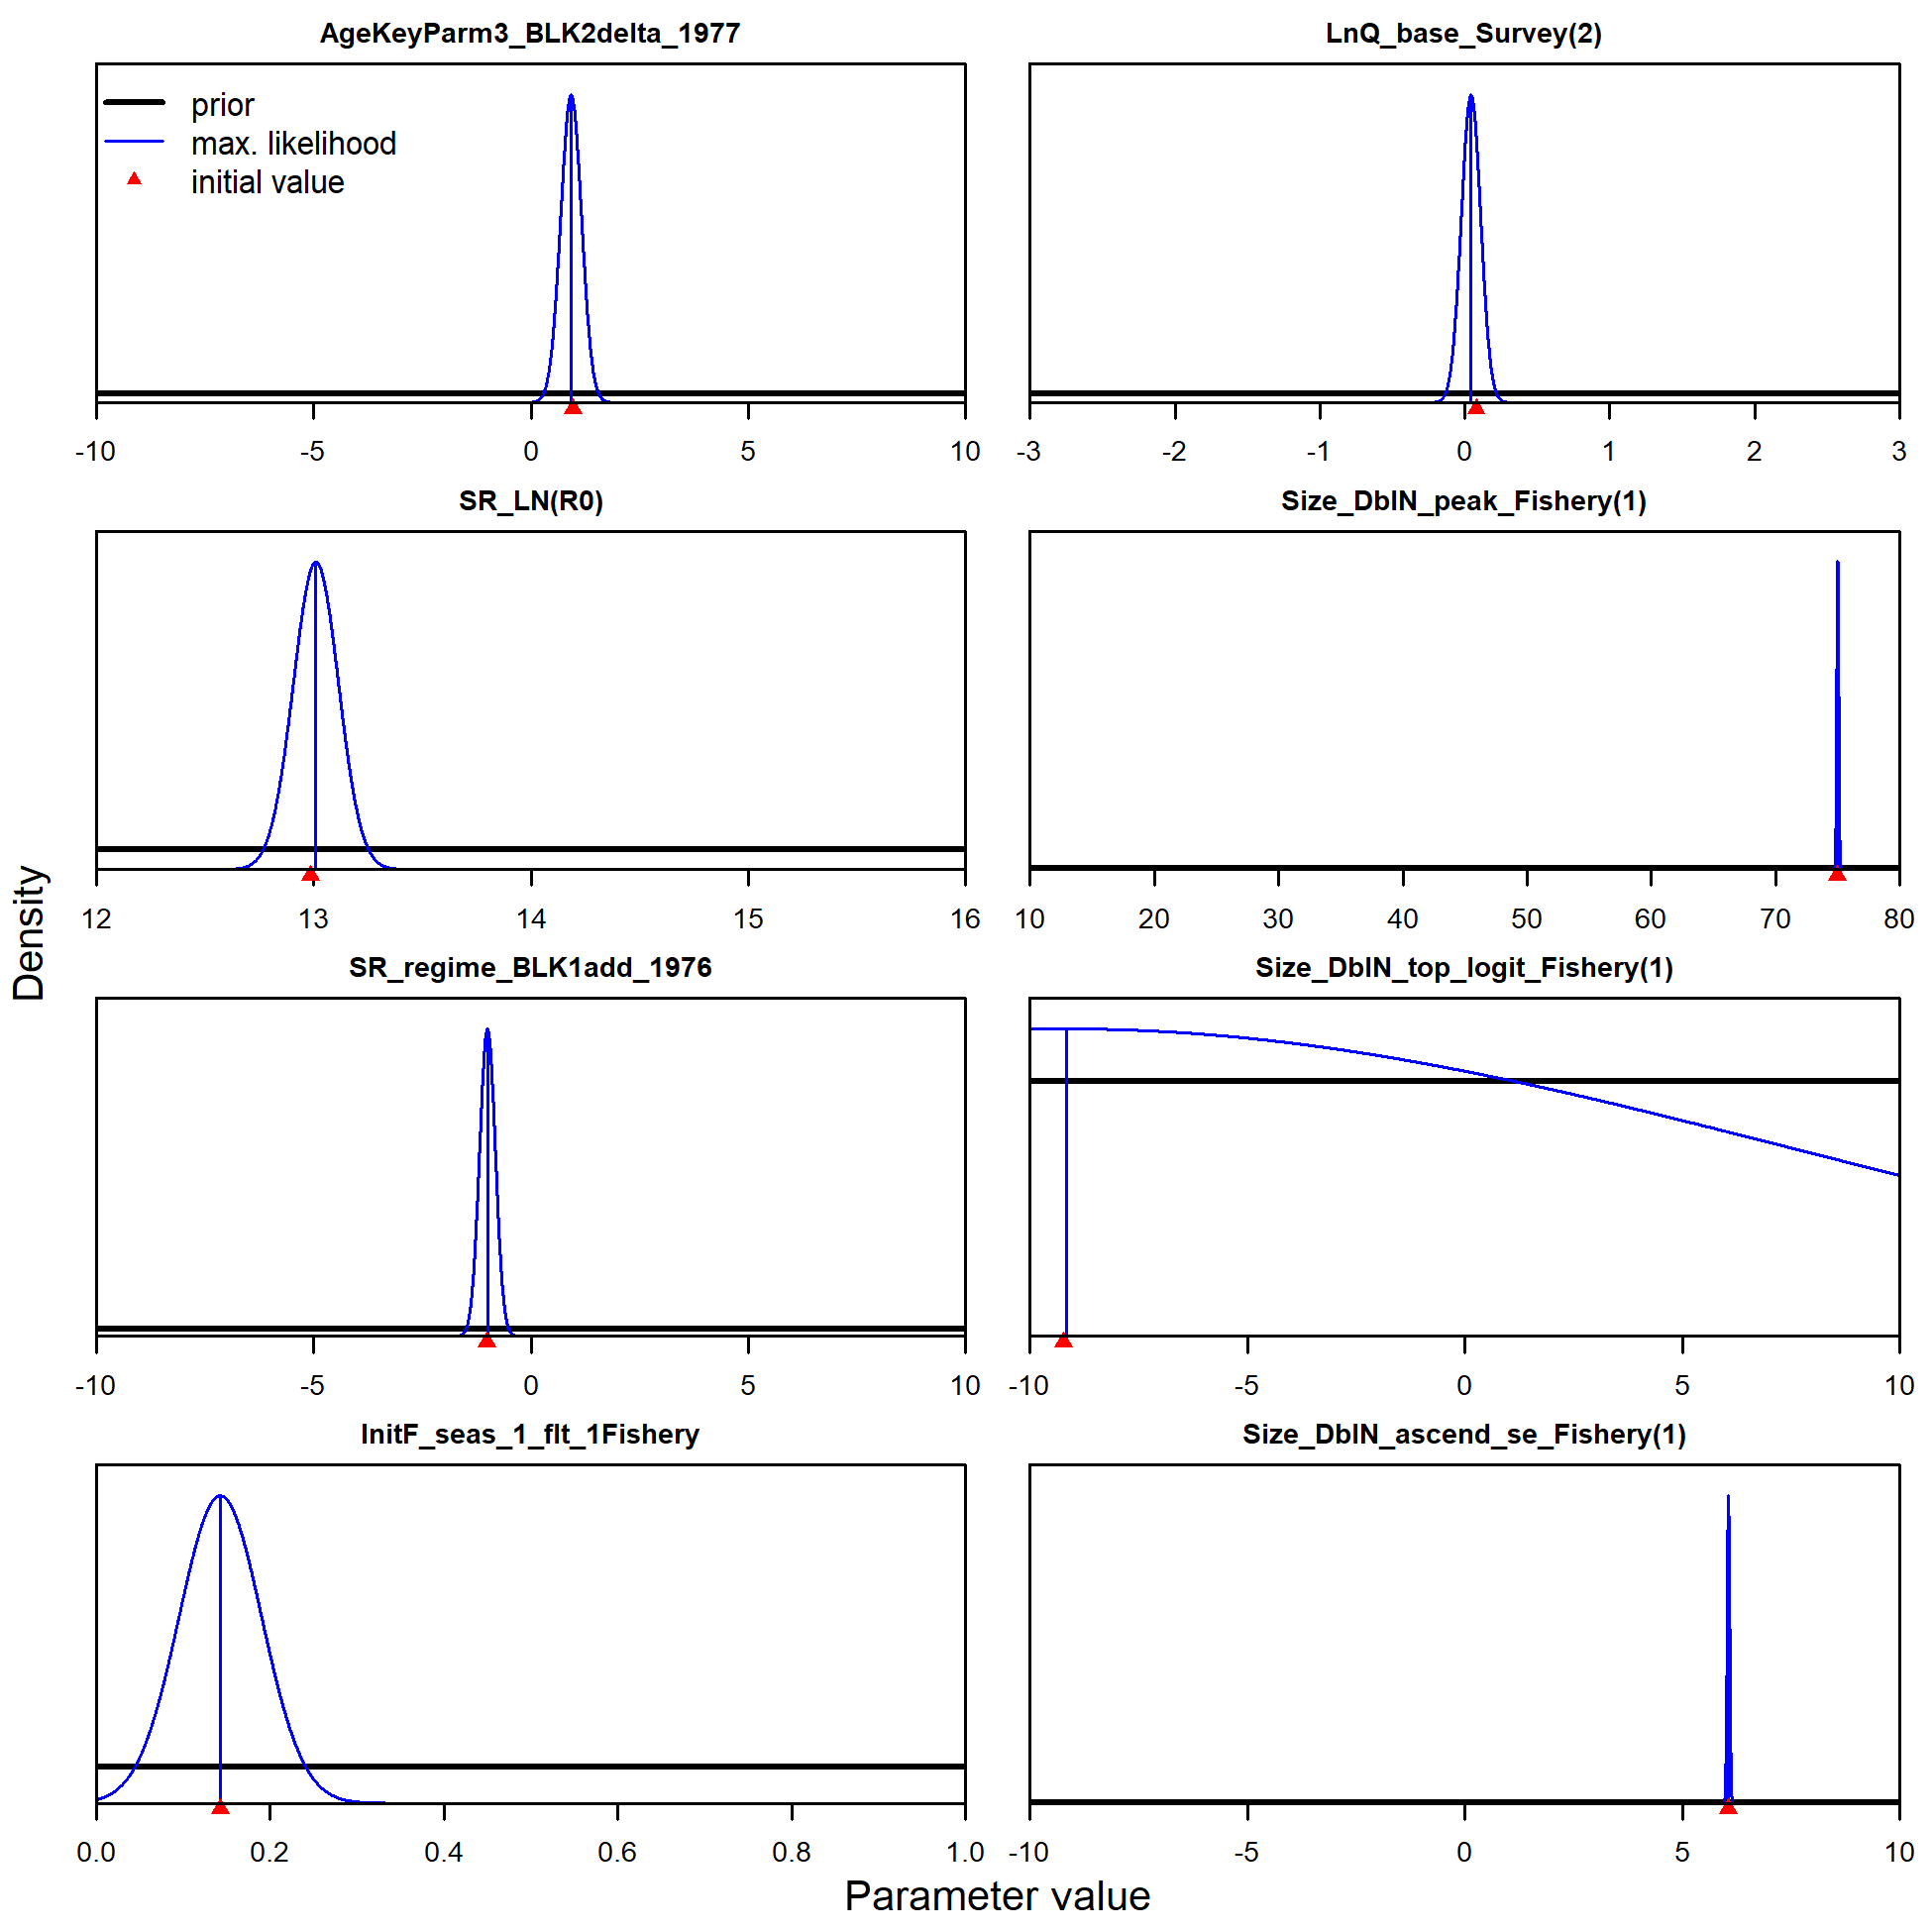 AgeKeyParm3_BLK2delta_1977
prior
max. likelihood
initial value
-10 -5 0 5 10
LnQ_base_Survey(2)
-3 -2 -1 0 1 2 3
SR_LN(R0)
12 13 14 15 16
Size_DblN_peak_Fishery(1)
10 20 30 40 50 60 70 80
SR_regime_BLK1add_1976
-10 -5 0 5 10
Size_DblN_top_logit_Fishery(1)
-10 -5 0 5 10
InitF_seas_1_flt_1Fishery
0.0 0.2 0.4 0.6 0.8 1.0
Size_DblN_ascend_se_Fishery(1)
-10 -5 0 5 10
Density
Parameter value